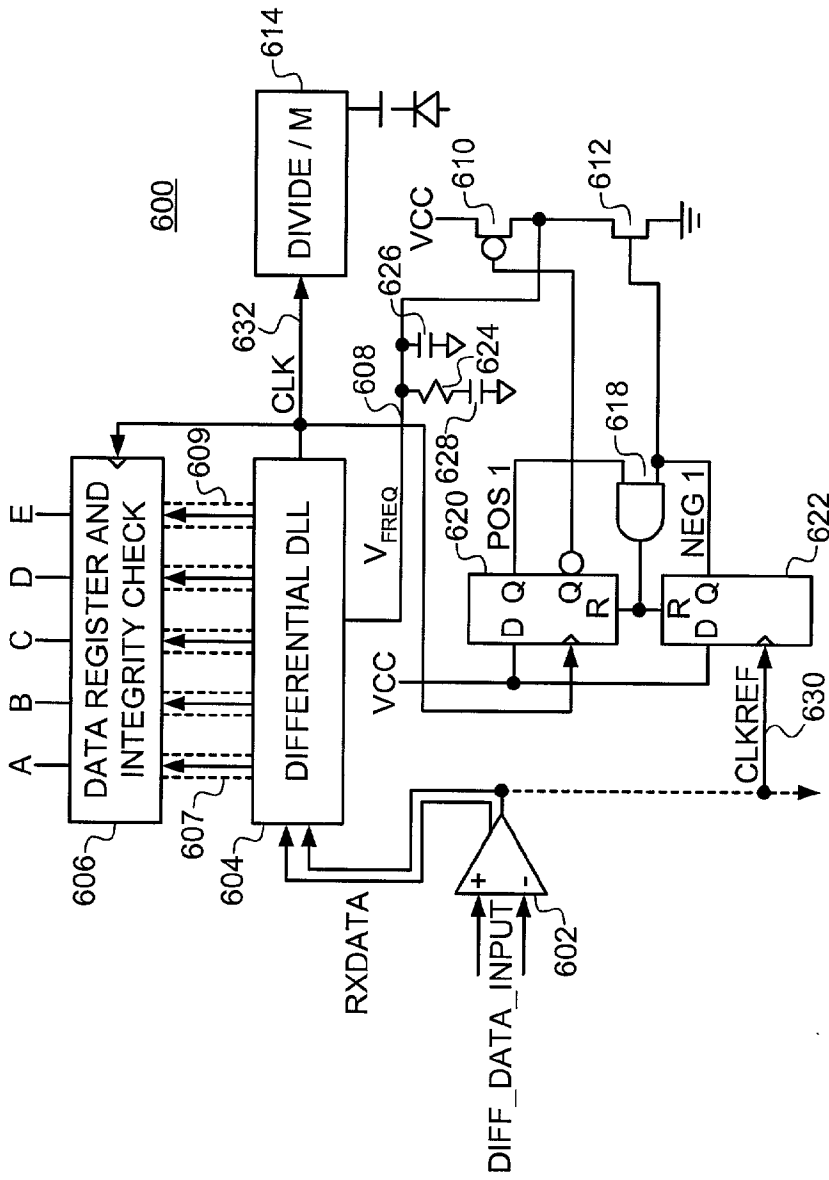 600
A B C D E
DATA REGISTER AND
INTEGRITY CHECK
606
607
609
DIFFERENTIAL DLL
604
CLK
632
DIVIDE / M
614
RXDATA
V_FREQ
608
626
624
628
VCC
610
612
DIFF_DATA_INPUT
+
-
602
VCC
620
D Q
Q
R
POS 1
618
NEG 1
R
D Q
622
CLKREF
630